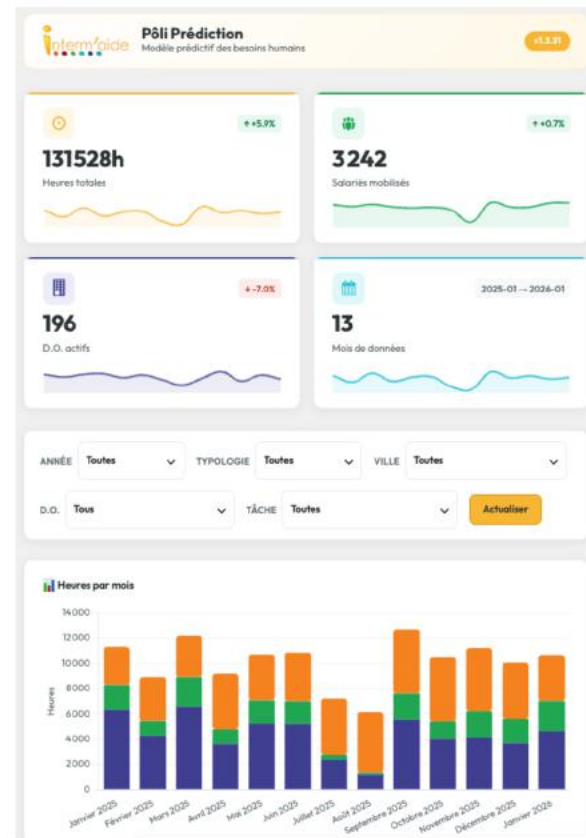 interm'aide
Pôli Prédiction
Modèle prédictif des besoins humains
v1.3.31
↑ +5.9%
131528h
Heures totales
↑ +0.7%
3242
Salariés mobilisés
↓ -7.0%
196
D.O. actifs
2025-01 → 2026-01
13
Mois de données
ANNÉE Toutes TYPOLOGIE Toutes VILLE Toutes
D.O. Tous TÂCHE Toutes Actualiser
Heures par mois
14000
12000
10000
8000
6000
4000
2000
0
Heures
Janvier 2025
Février 2025
Mars 2025
Avril 2025
Mai 2025
Juin 2025
Juillet 2025
Août 2025
Septembre 2025
Octobre 2025
Novembre 2025
Décembre 2025
Janvier 2026